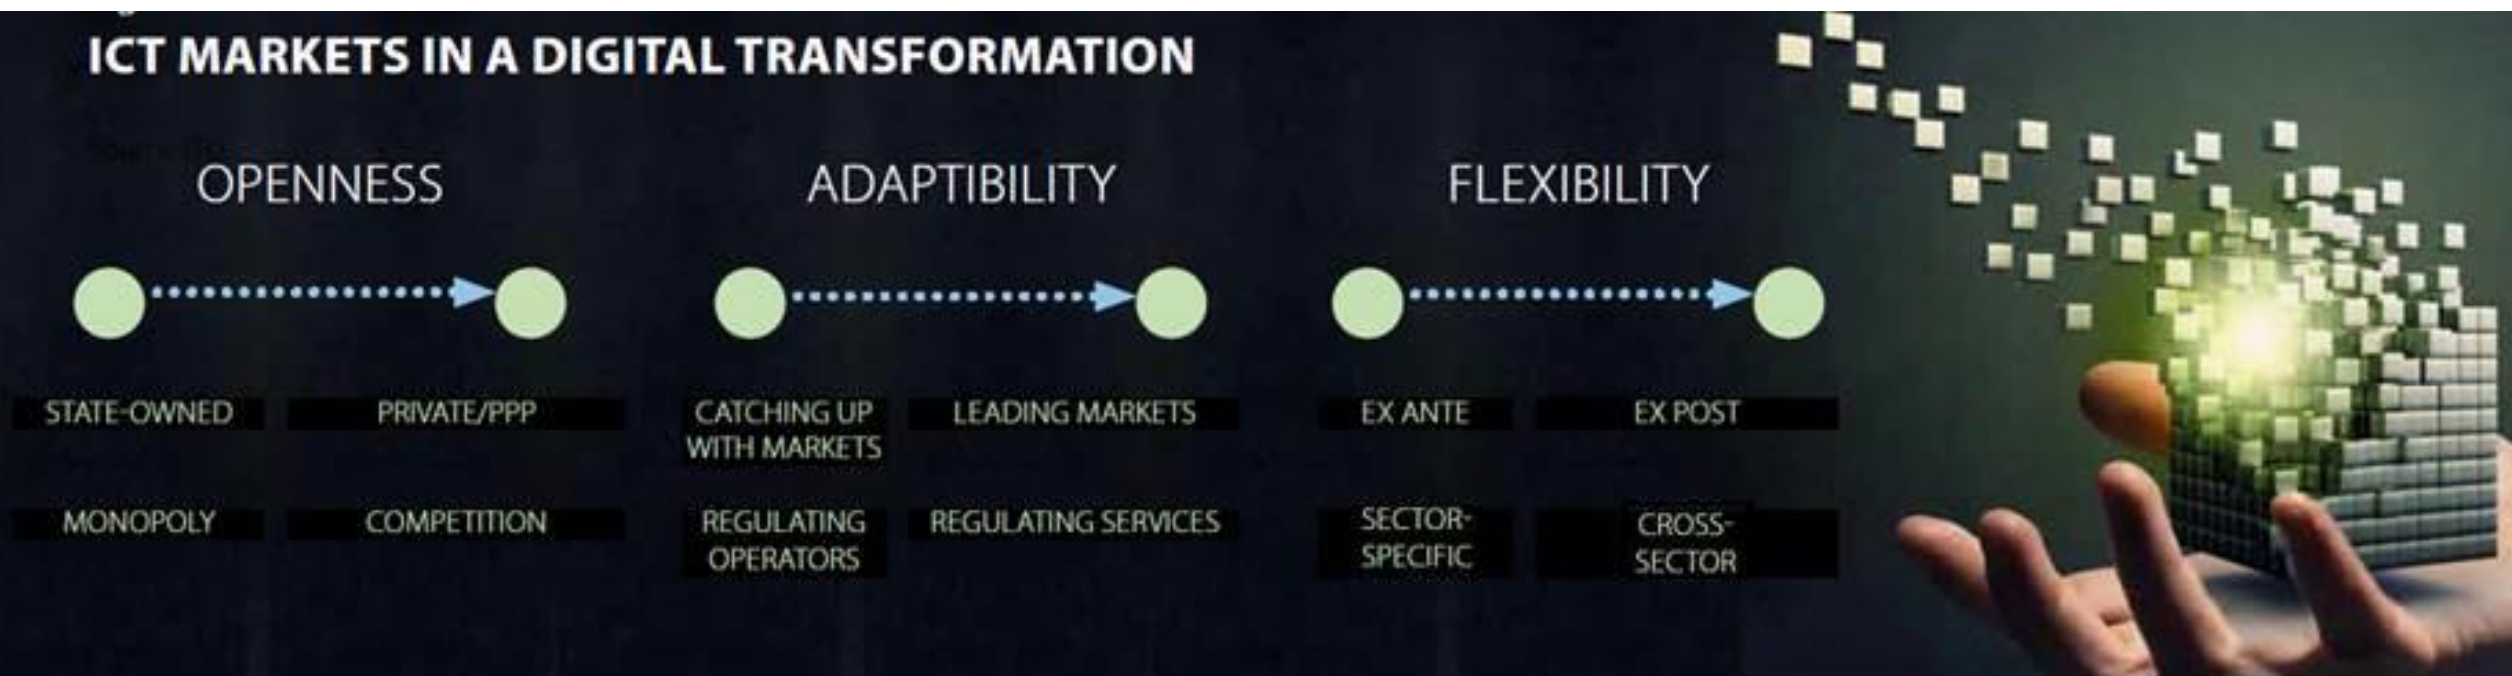 ICT MARKETS IN A DIGITAL TRANSFORMATION
OPENNESS
ADAPTIBILITY
FLEXIBILITY
STATE-OWNED
PRIVATE/PPP
CATCHING UP
WITH MARKETS
LEADING MARKETS
EX ANTE
EX POST
MONOPOLY
COMPETITION
REGULATING
OPERATORS
REGULATING SERVICES
SECTOR-
SPECIFIC
CROSS-
SECTOR